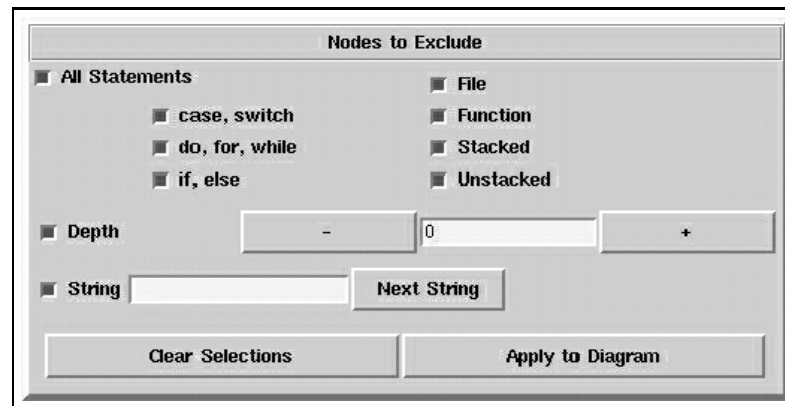 Nodes to Exclude
All Statements
File
case, switch
Function
do, for, while
Stacked
if, else
Unstacked
Depth - 0 +
String Next String
Clear Selections Apply to Diagram